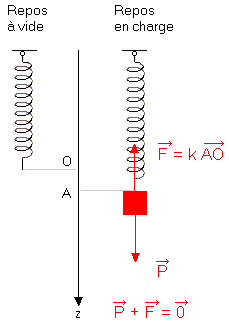 Repos
à vide
Repos
en charge
O
A
F = k AO
P
P + F = 0
z